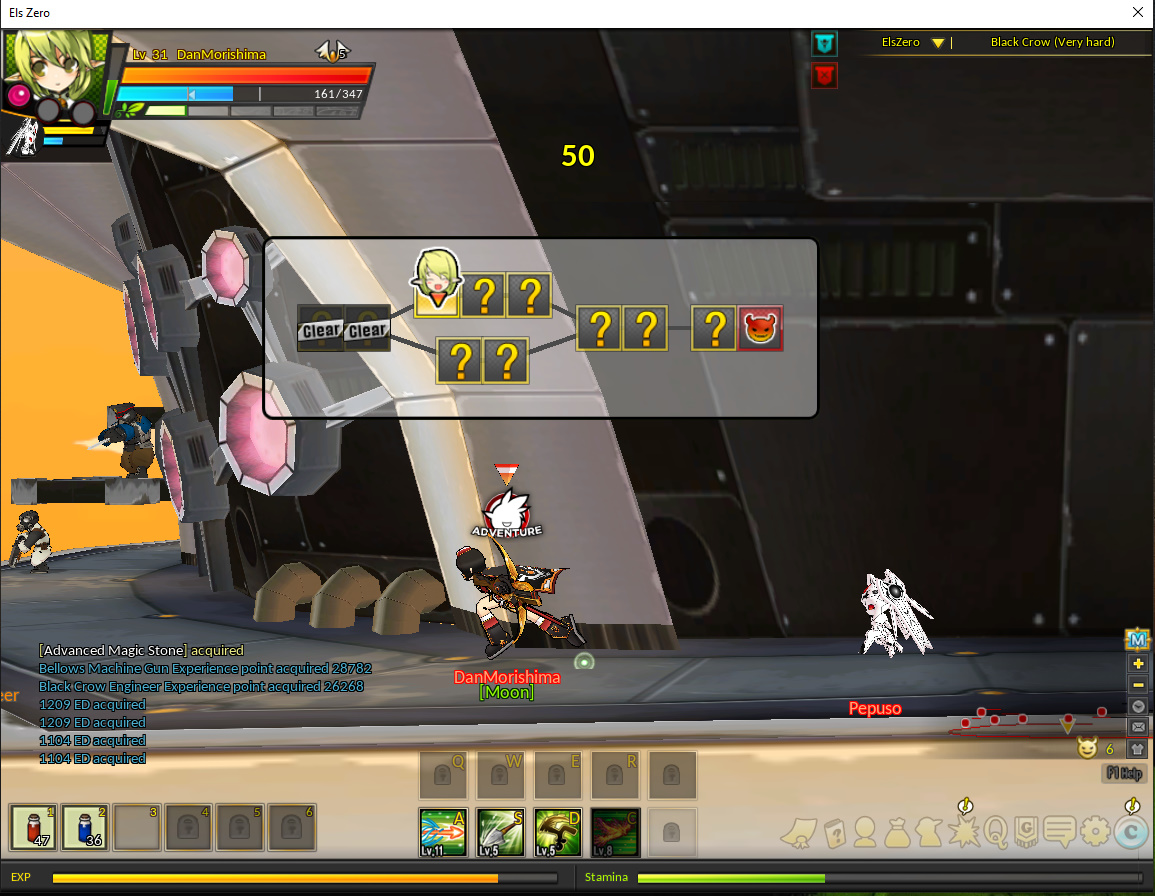 Els Zero
Lv 31 DanMorishima
5
161/347
ElsZero
Black Crow (Very hard)
50
? ?
Clear Clear
? ?
?
? ?
ADVENTURE
[Advanced Magic Stone] acquired
Bellows Machine Gun Experience point acquired 28782
Black Crow Engineer Experience point acquired 26268
eer
1209 ED acquired
1209 ED acquired
1104 ED acquired
1104 ED acquired
DanMorishima
[Moon]
Pepuso
M
6
F1 Help
Q W E R
1 2 3 4 5 6
47 36
A S D C
Lv,11 Lv,5 Lv,5 Lv,8
EXP
Stamina